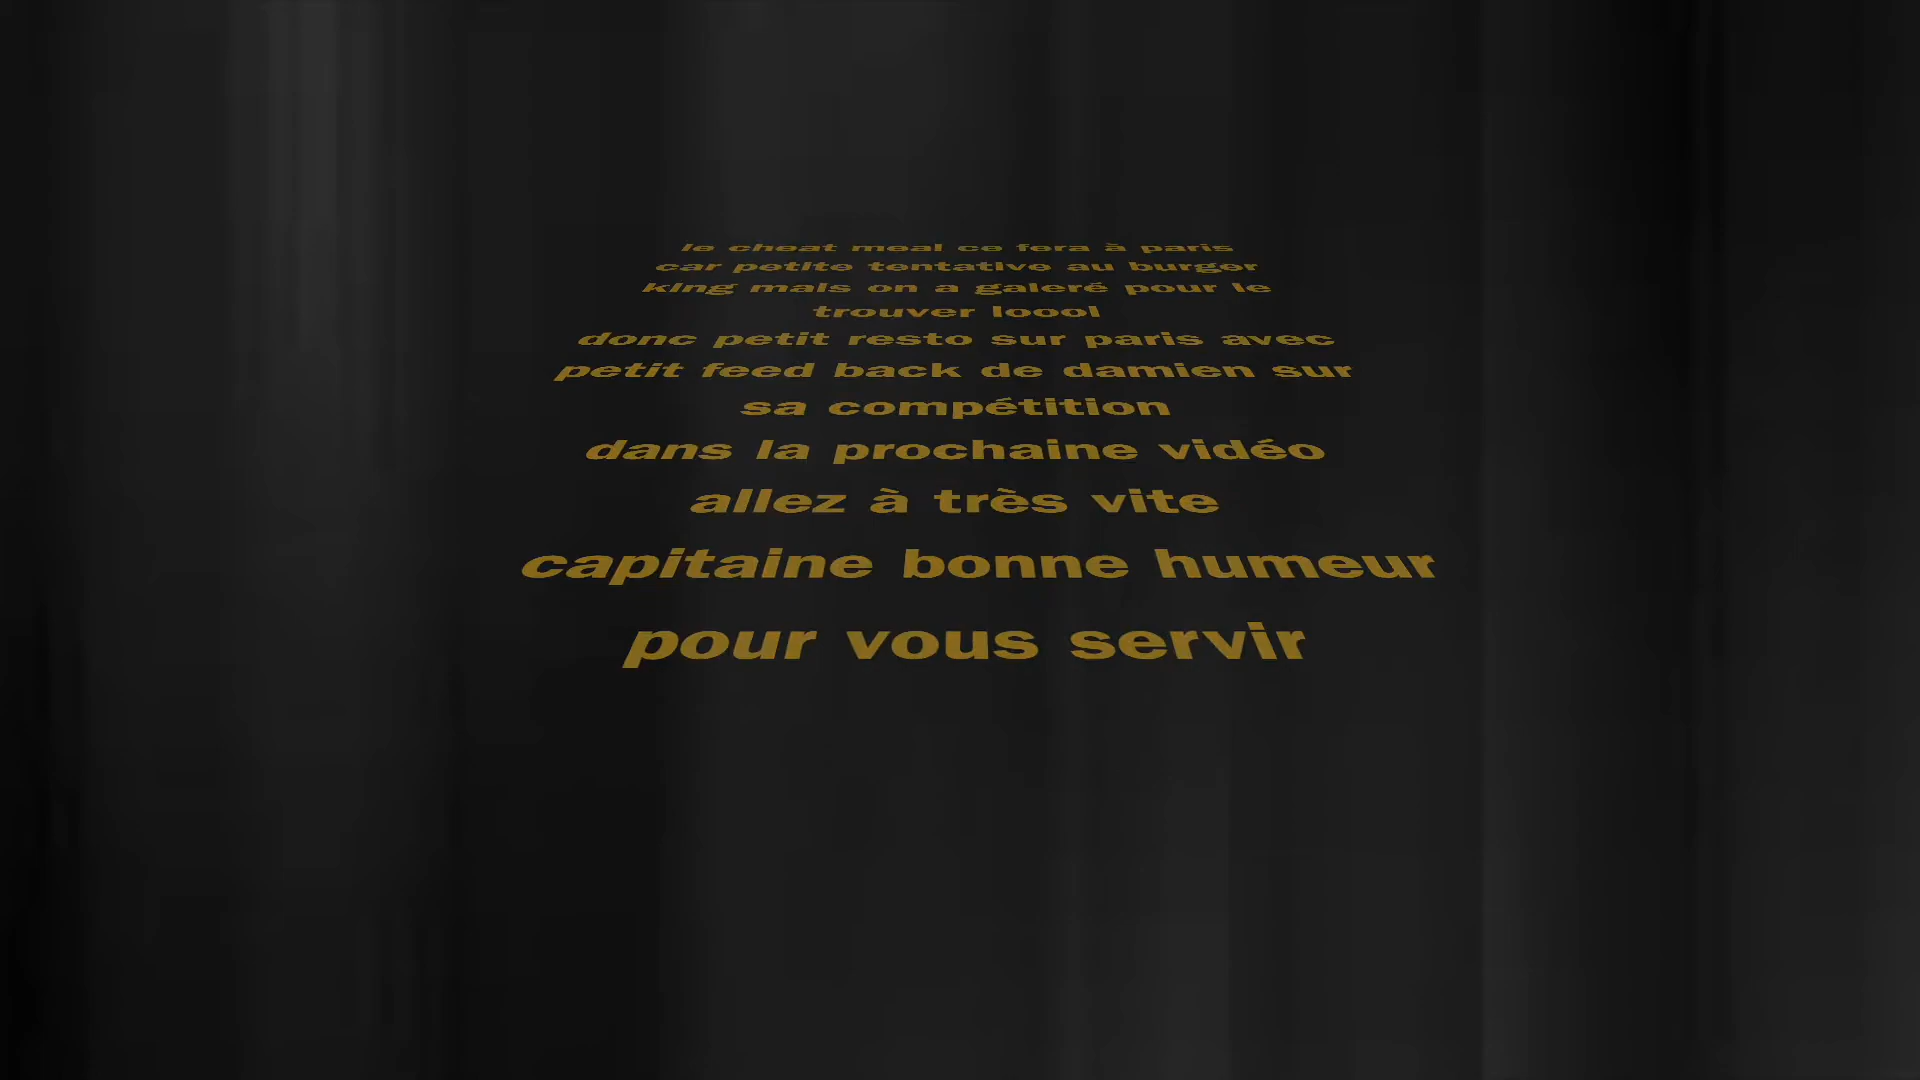 le cheat meal ce fera à paris
car petite tentative au burger
king mais on a galeré pour le
trouver loool
donc petit resto sur paris avec
petit feed back de damien sur
sa compétition
dans la prochaine vidéo
allez à très vite
capitaine bonne humeur
pour vous servir